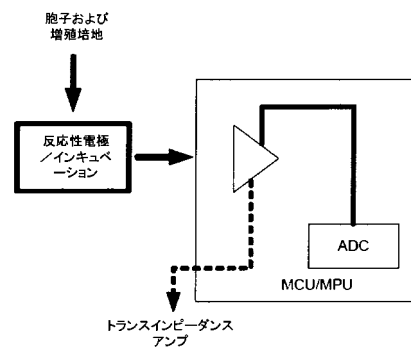 胞子および
増殖培地
反応性電極
／インキュベ
ーション
ADC
MCU/MPU
トランスインピーダンス
アンプ